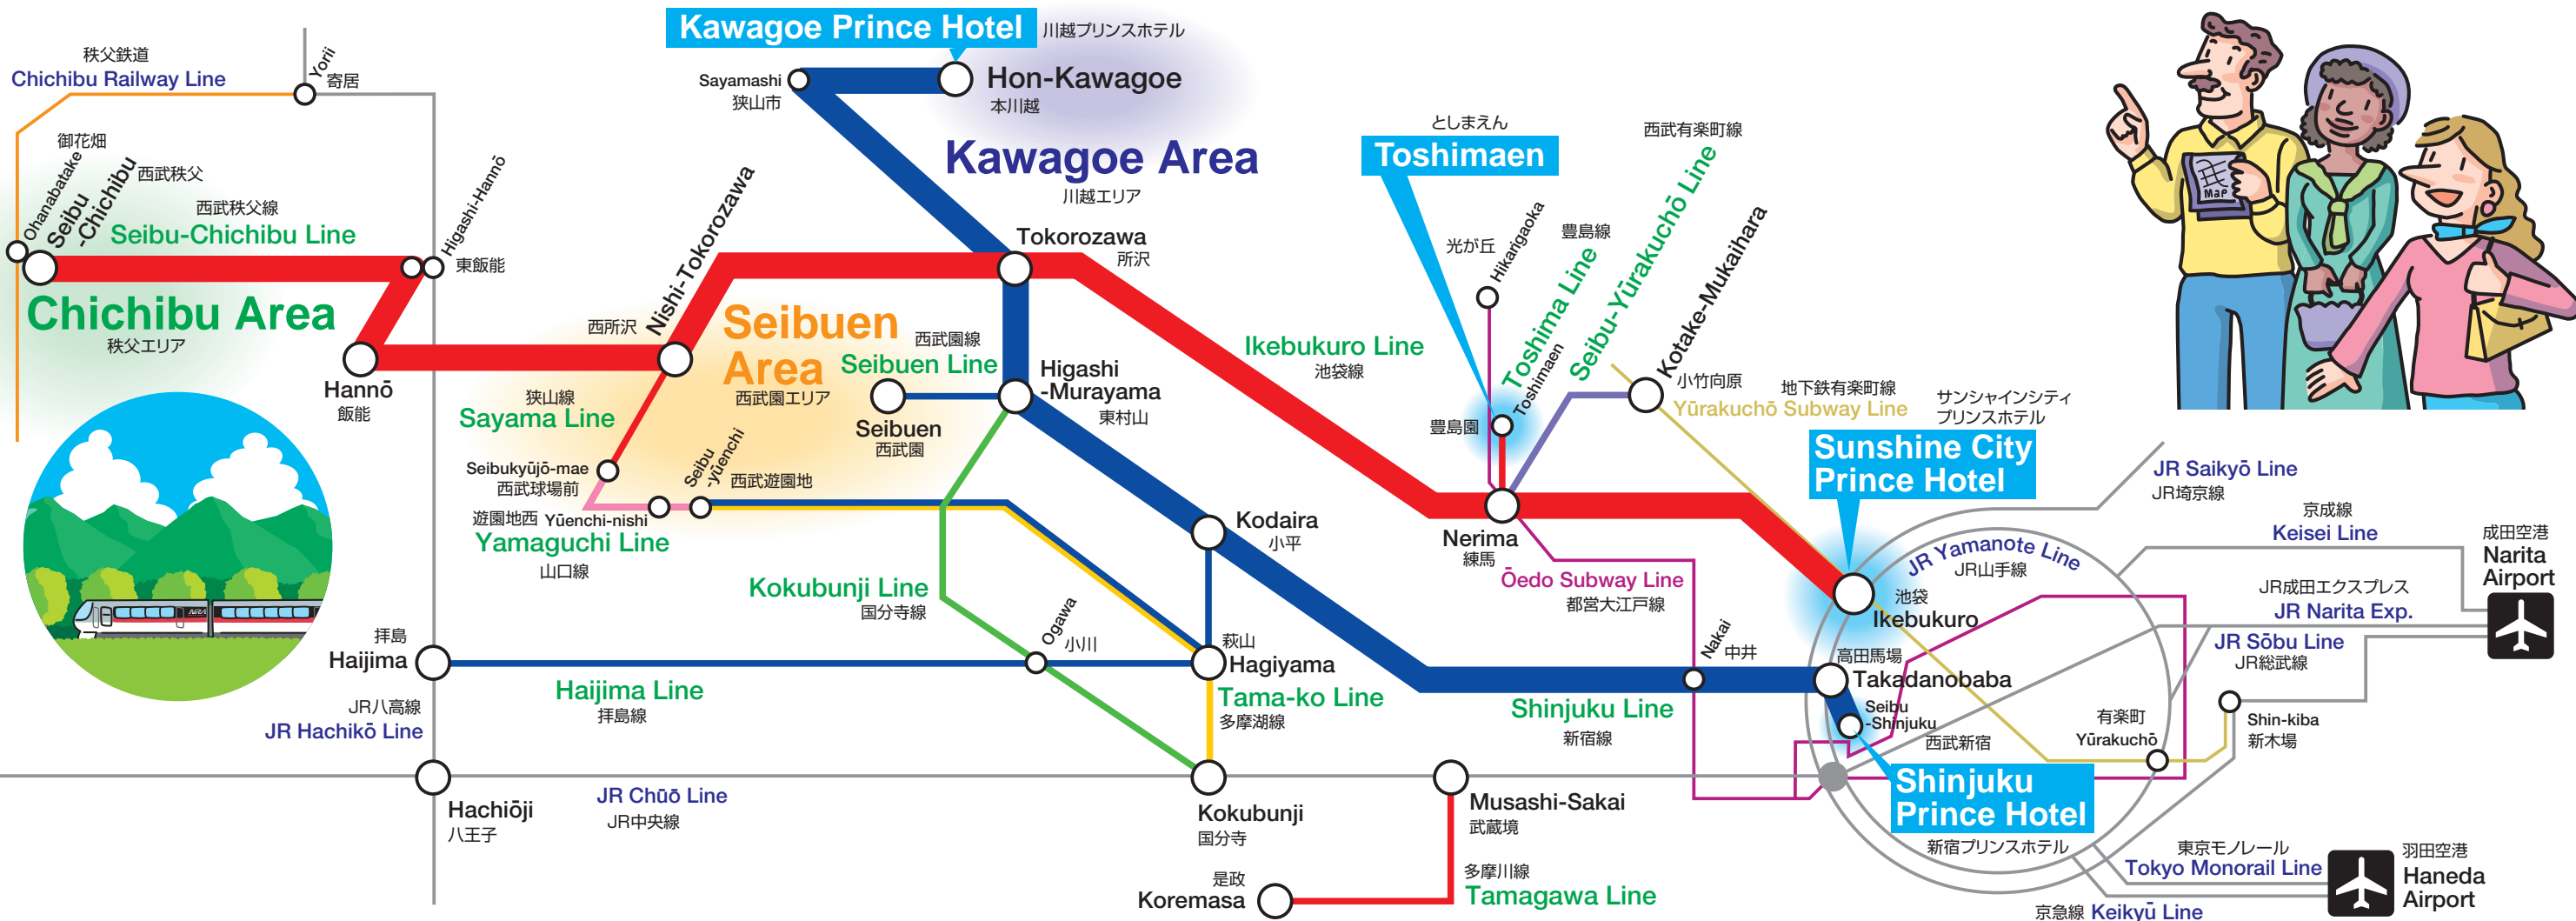 Kawagoe Prince Hotel
川越プリンスホテル
秩父鉄道
Chichibu Railway Line
Yorii
寄居
Sayamashi
狭山市
Hon-Kawagoe
本川越
Kawagoe Area
川越エリア
としまえん
Toshimaen
西武有楽町線
Seibu-Yūrakuchō Line
MAP
御花畑
Ohanabatake
Seibu
-Chichibu
西武秩父
西武秩父線
Seibu-Chichibu Line
Higashi-Hannō
東飯能
Chichibu Area
秩父エリア
Hannō
飯能
西所沢
Nishi-Tokorozawa
Tokorozawa
所沢
Seibuen
Area
西武園エリア
西武園線
Seibuen Line
Seibuen
西武園
Higashi
-Murayama
東村山
Ikebukuro Line
池袋線
光が丘
Hikarigaoka
豊島線
Toshima Line
豊島園
Toshimaen
Kotake-Mukaihara
小竹向原
地下鉄有楽町線
Yūrakuchō Subway Line
サンシャインシティ
プリンスホテル
Sunshine City
Prince Hotel
狭山線
Sayama Line
Seibukyūjō-mae
西武球場前
Seibu
-yūenchi
西武遊園地
遊園地西
Yūenchi-nishi
Yamaguchi Line
山口線
Kodaira
小平
Nerima
練馬
Ōedo Subway Line
都営大江戸線
JR Yamanote Line
JR山手線
池袋
Ikebukuro
JR Saikyō Line
JR埼京線
京成線
Keisei Line
成田空港
Narita
Airport
JR成田エクスプレス
JR Narita Exp.
JR Sōbu Line
JR総武線
Kokubunji Line
国分寺線
Ogawa
小川
萩山
Hagiyama
拝島
Haijima
Haijima Line
拝島線
Tama-ko Line
多摩湖線
Shinjuku Line
新宿線
Nakai
中井
高田馬場
Takadanobaba
Seibu
-Shinjuku
西武新宿
有楽町
Yūrakuchō
Shin-kiba
新木場
JR八高線
JR Hachikō Line
Hachiōji
八王子
JR Chūō Line
JR中央線
Kokubunji
国分寺
Musashi-Sakai
武蔵境
Shinjuku
Prince Hotel
新宿プリンスホテル
是政
Koremasa
多摩川線
Tamagawa Line
東京モノレール
Tokyo Monorail Line
京急線 Keikyū Line
羽田空港
Haneda
Airport